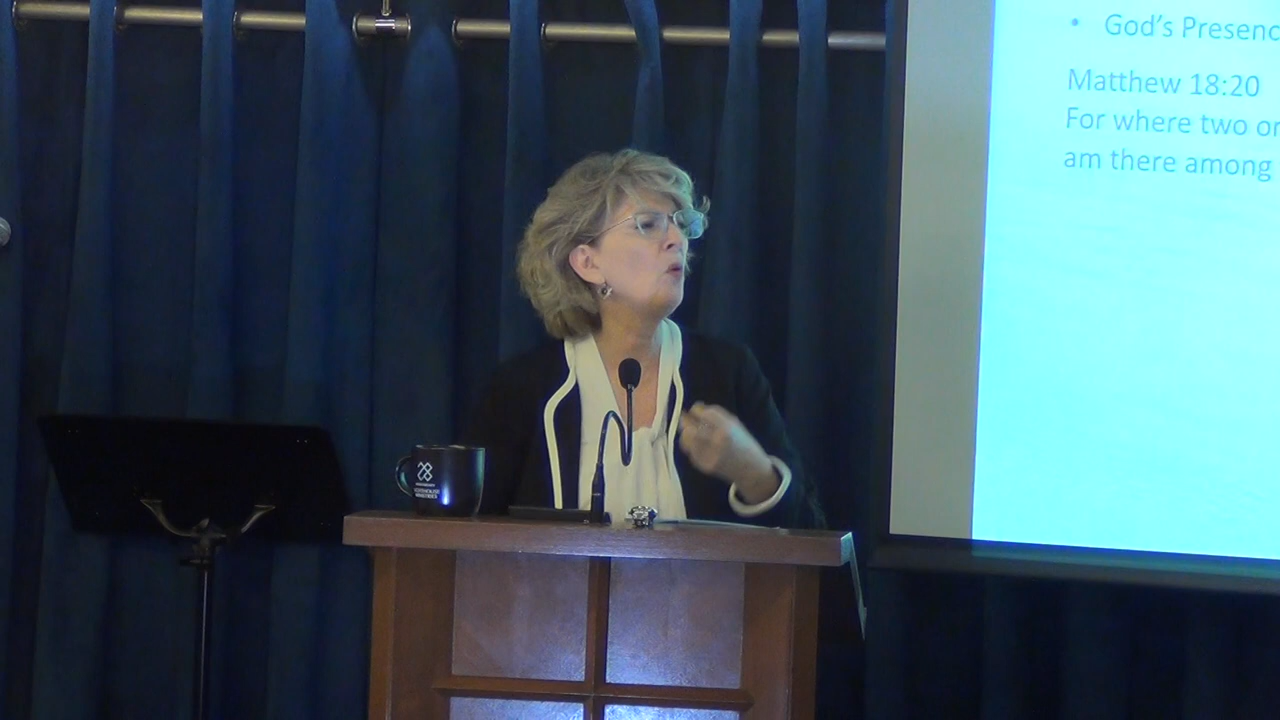 • God's Presenc
Matthew 18:20
For where two or
am there among